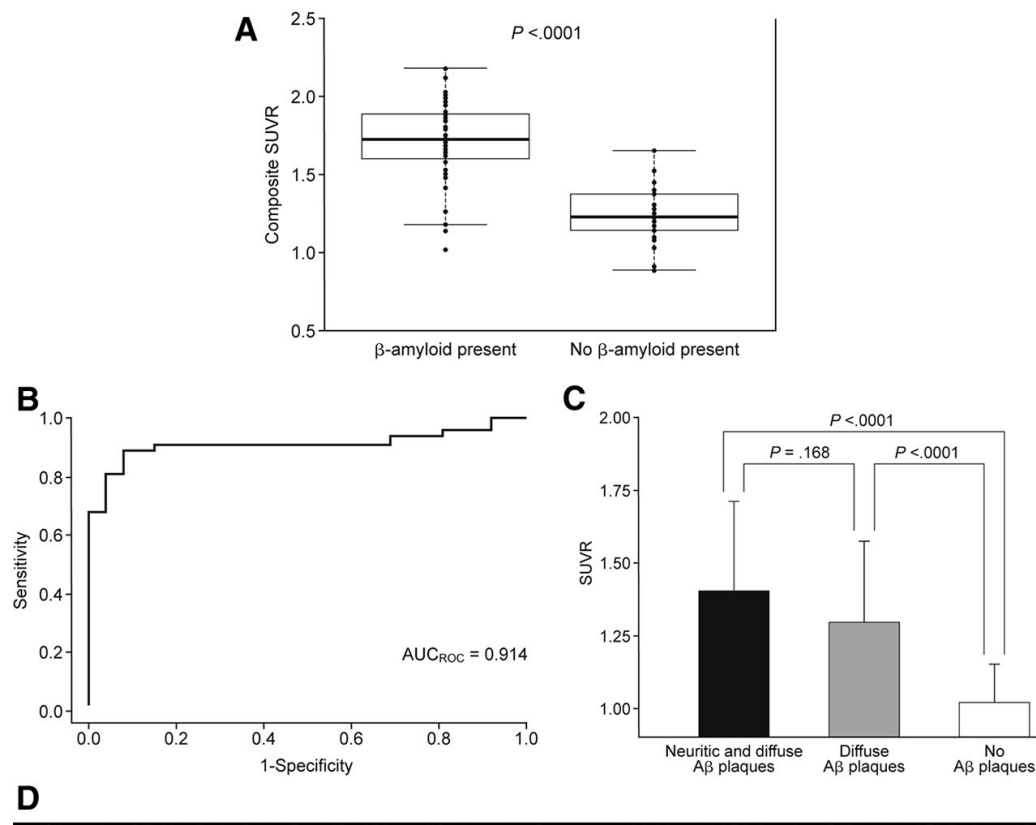 A
P <.0001
2.5
2.0
1.5
1.0
0.5
Composite SUVR
β-amyloid present
No β-amyloid present
B
1.0
0.8
0.6
0.4
0.2
0.0
Sensitivity
AUCROC = 0.914
0.0 0.2 0.4 0.6 0.8 1.0
1-Specificity
C
2.00
1.75
1.50
1.25
1.00
SUVR
P <.0001
P = .168
P <.0001
Neuritic and diffuse
Aβ plaques
Diffuse
Aβ plaques
No
Aβ plaques
D